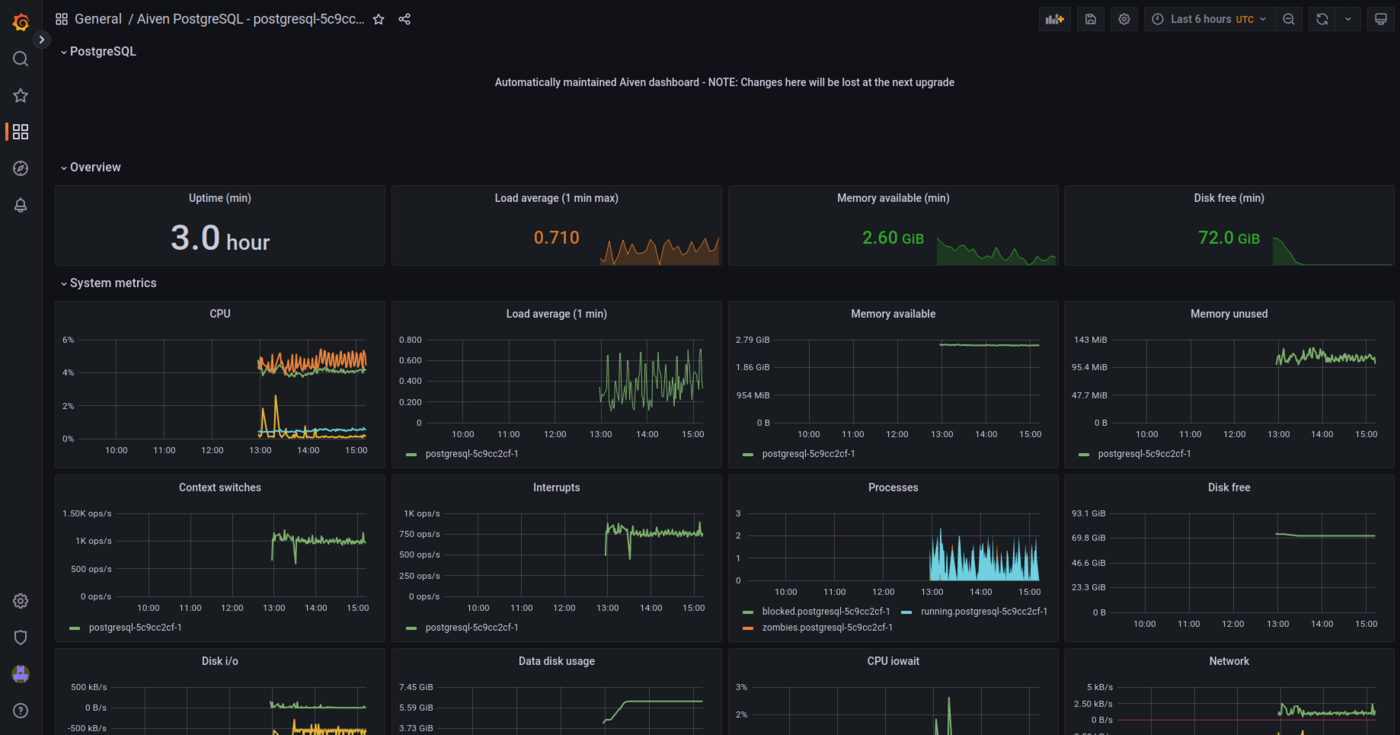 General / Aiven PostgreSQL - postgresql-5c9cc...
Last 6 hours UTC
PostgreSQL
Automatically maintained Aiven dashboard - NOTE: Changes here will be lost at the next upgrade
Overview
Uptime (min)
3.0 hour
Load average (1 min max)
0.710
Memory available (min)
2.60 GiB
Disk free (min)
72.0 GiB
System metrics
CPU
6%
4%
2%
0%
10:00 11:00 12:00 13:00 14:00 15:00
Load average (1 min)
0.800
0.600
0.400
0.200
0
10:00 11:00 12:00 13:00 14:00 15:00
postgresql-5c9cc2cf-1
Memory available
2.79 GiB
1.86 GiB
954 MiB
0 B
10:00 11:00 12:00 13:00 14:00 15:00
postgresql-5c9cc2cf-1
Memory unused
143 MiB
95.4 MiB
47.7 MiB
0 B
10:00 11:00 12:00 13:00 14:00 15:00
postgresql-5c9cc2cf-1
Context switches
1.50K ops/s
1K ops/s
500 ops/s
0 ops/s
10:00 11:00 12:00 13:00 14:00 15:00
postgresql-5c9cc2cf-1
Interrupts
1K ops/s
750 ops/s
500 ops/s
250 ops/s
0 ops/s
10:00 11:00 12:00 13:00 14:00 15:00
postgresql-5c9cc2cf-1
Processes
3
2
1
0
10:00 11:00 12:00 13:00 14:00 15:00
blocked.postgresql-5c9cc2cf-1 running.postgresql-5c9cc2cf-1
zombies.postgresql-5c9cc2cf-1
Disk free
93.1 GiB
69.8 GiB
46.6 GiB
23.3 GiB
0 B
10:00 11:00 12:00 13:00 14:00 15:00
Disk i/o
500 kB/s
0 B/s
-500 kB/s
Data disk usage
7.45 GiB
5.59 GiB
3.73 GiB
CPU iowait
3%
2%
Network
5 kB/s
2.50 kB/s
0 B/s